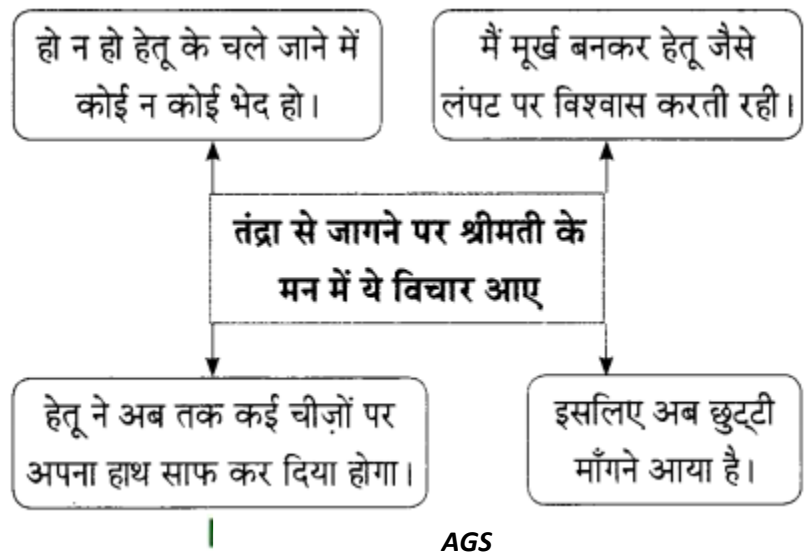 हो न हो हेतू के चले जाने में
कोई न कोई भेद हो।
मैं मूर्ख बनकर हेतू जैसे
लंपट पर विश्वास करती रही।
तंद्रा से जागने पर श्रीमती के
मन में ये विचार आए
हेतू ने अब तक कई चीज़ों पर
अपना हाथ साफ कर दिया होगा।
इसलिए अब छुट्टी
माँगने आया है।
AGS